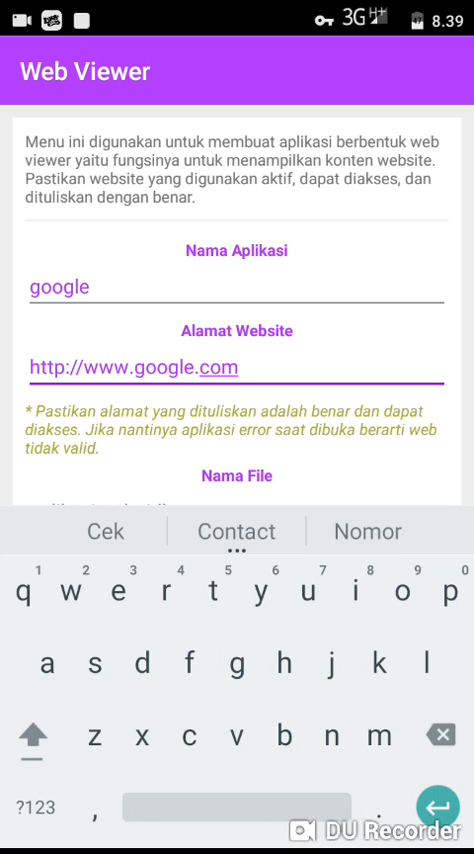 3G H+ 8.39
Web Viewer
Menu ini digunakan untuk membuat aplikasi berbentuk web
viewer yaitu fungsinya untuk menampilkan konten website.
Pastikan website yang digunakan aktif, dapat diakses, dan
dituliskan dengan benar.
Nama Aplikasi
google
Alamat Website
http://www.google.com
* Pastikan alamat yang dituliskan adalah benar dan dapat
diakses. Jika nantinya aplikasi error saat dibuka berarti web
tidak valid.
Nama File
Cek Contact Nomor
1 2 3 4 5 6 7 8 9 0
q w e r t y u i o p
a s d f g h j k l
z x c v b n m
?123 , .
DU Recorder